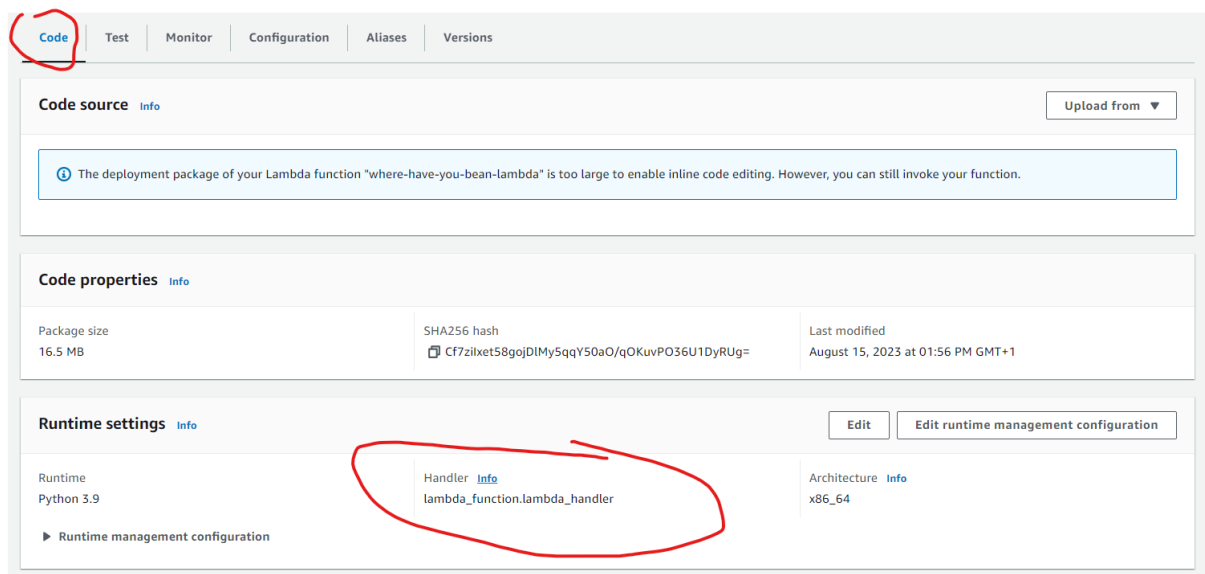 Code Test Monitor Configuration Aliases Versions
Code source Info
Upload from
The deployment package of your Lambda function "where-have-you-bean-lambda" is too large to enable inline code editing. However, you can still invoke your function.
Code properties Info
Package size SHA256 hash Last modified
16.5 MB Cf7ziIxet58gojDlMy5qqY50aO/qOKuvPO36U1DyRUg= August 15, 2023 at 01:56 PM GMT+1
Runtime settings Info
Edit Edit runtime management configuration
Runtime Handler Info Architecture Info
Python 3.9 lambda_function.lambda_handler x86_64
Runtime management configuration